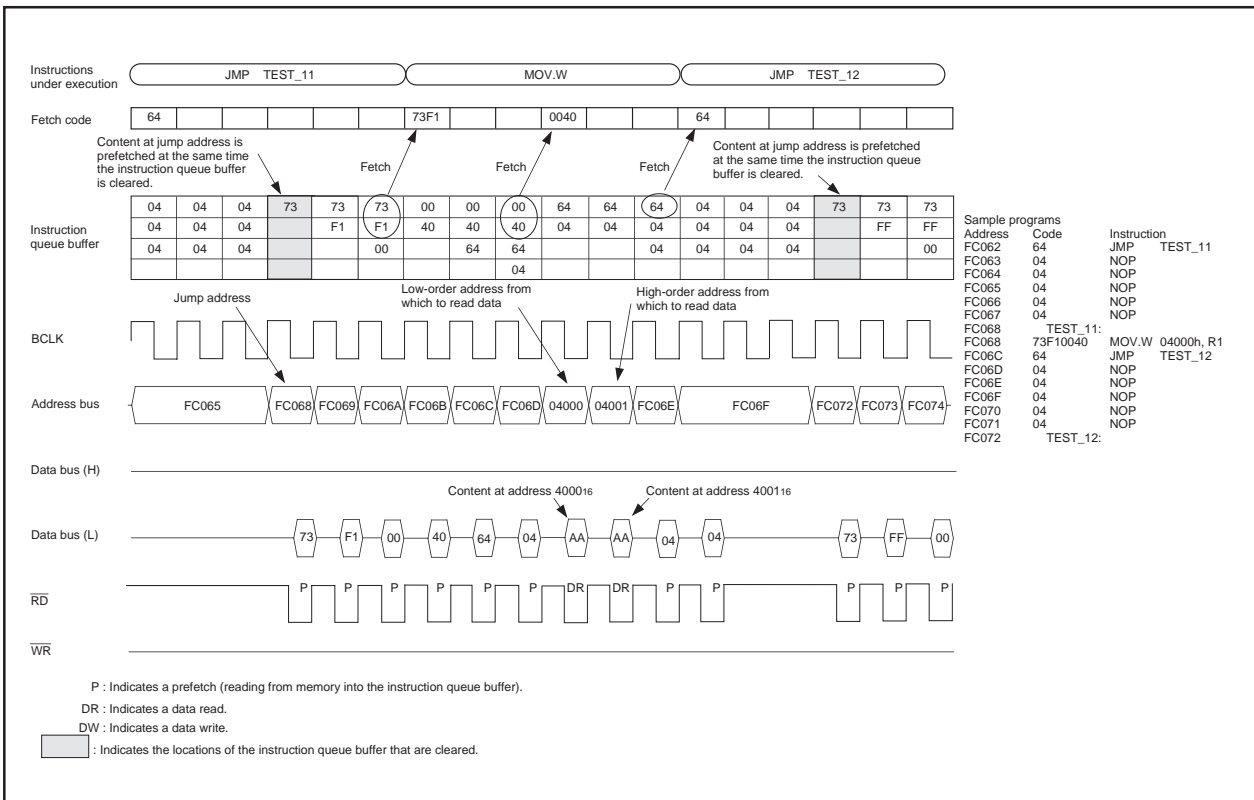 Instructions
under execution
JMP TEST_11
MOV.W
JMP TEST_12
Fetch code
64
73F1
0040
64
Content at jump address is
prefetched at the same time
the instruction queue buffer
is cleared.
Fetch
Fetch
Fetch
Content at jump address is prefetched
at the same time the instruction queue
buffer is cleared.
Instruction
queue buffer
04 04 04 73 73 73 00 00 00 64 64 64 04 04 04 73 73 73
04 04 04 F1 F1 40 40 40 04 04 04 04 04 04 FF FF
04 04 04 00 64 64 04 04 04 04 00
04
Sample programs
Address Code Instruction
FC062 64 JMP TEST_11
FC063 04 NOP
FC064 04 NOP
FC065 04 NOP
FC066 04 NOP
FC067 04 NOP
FC068 TEST_11:
FC068 73F10040 MOV.W 04000h, R1
FC06C 64 JMP TEST_12
FC06D 04 NOP
FC06E 04 NOP
FC06F 04 NOP
FC070 04 NOP
FC071 04 NOP
FC072 TEST_12:
Jump address
Low-order address from
which to read data
High-order address from
which to read data
BCLK
Address bus
FC065 FC068 FC069 FC06A FC06B FC06C FC06D 04000 04001 FC06E FC06F FC072 FC073 FC074
Data bus (H)
Content at address 400016
Content at address 400116
Data bus (L)
73 F1 00 40 64 04 AA AA 04 04 73 FF 00
RD
P P P P P P DR DR P P P P P
WR
P : Indicates a prefetch (reading from memory into the instruction queue buffer).
DR : Indicates a data read.
DW : Indicates a data write.
: Indicates the locations of the instruction queue buffer that are cleared.